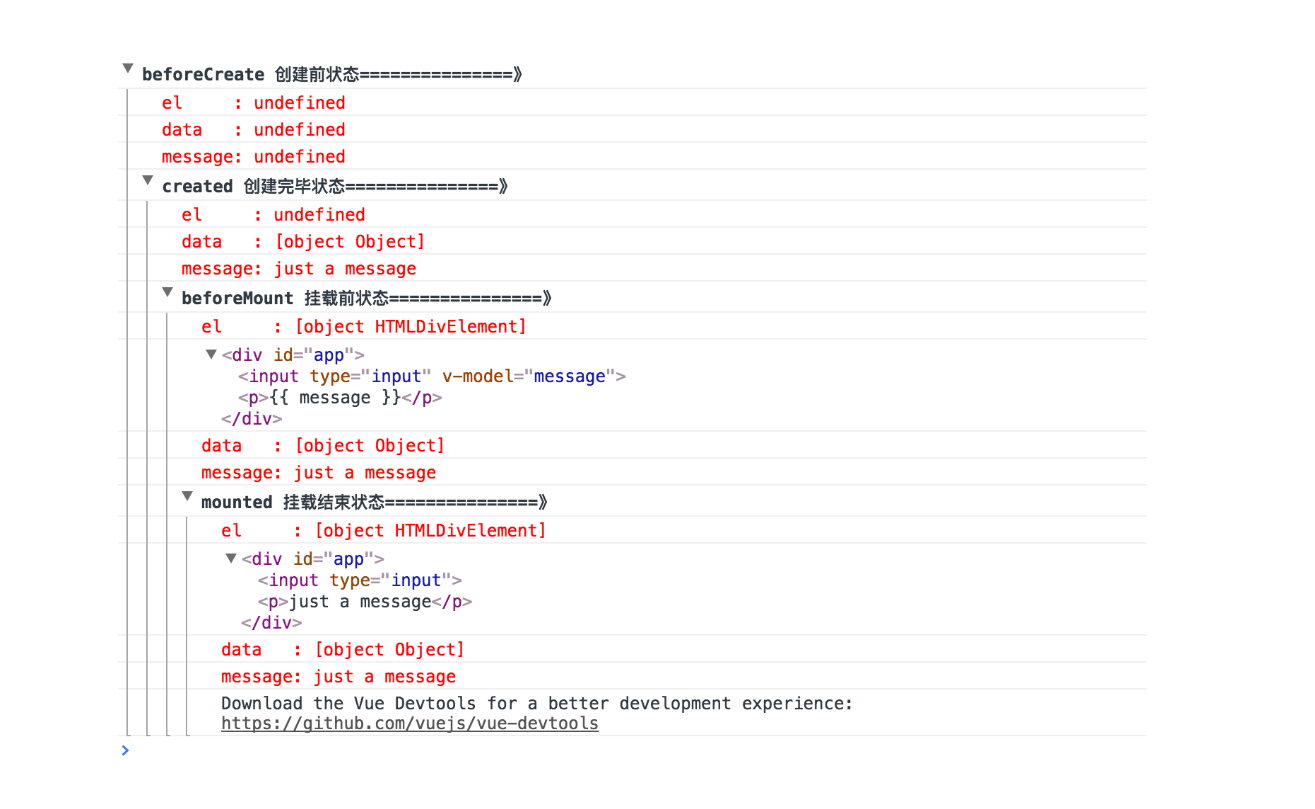 beforeCreate 创建前状态===============》
el     : undefined
data   : undefined
message: undefined
created 创建完毕状态===============》
el     : undefined
data   : [object Object]
message: just a message
beforeMount 挂载前状态===============》
el     : [object HTMLDivElement]
<div id="app">
<input type="input" v-model="message">
<p>{{ message }}</p>
</div>
data   : [object Object]
message: just a message
mounted 挂载结束状态===============》
el     : [object HTMLDivElement]
<div id="app">
<input type="input">
<p>just a message</p>
</div>
data   : [object Object]
message: just a message
Download the Vue Devtools for a better development experience:
https://github.com/vuejs/vue-devtools